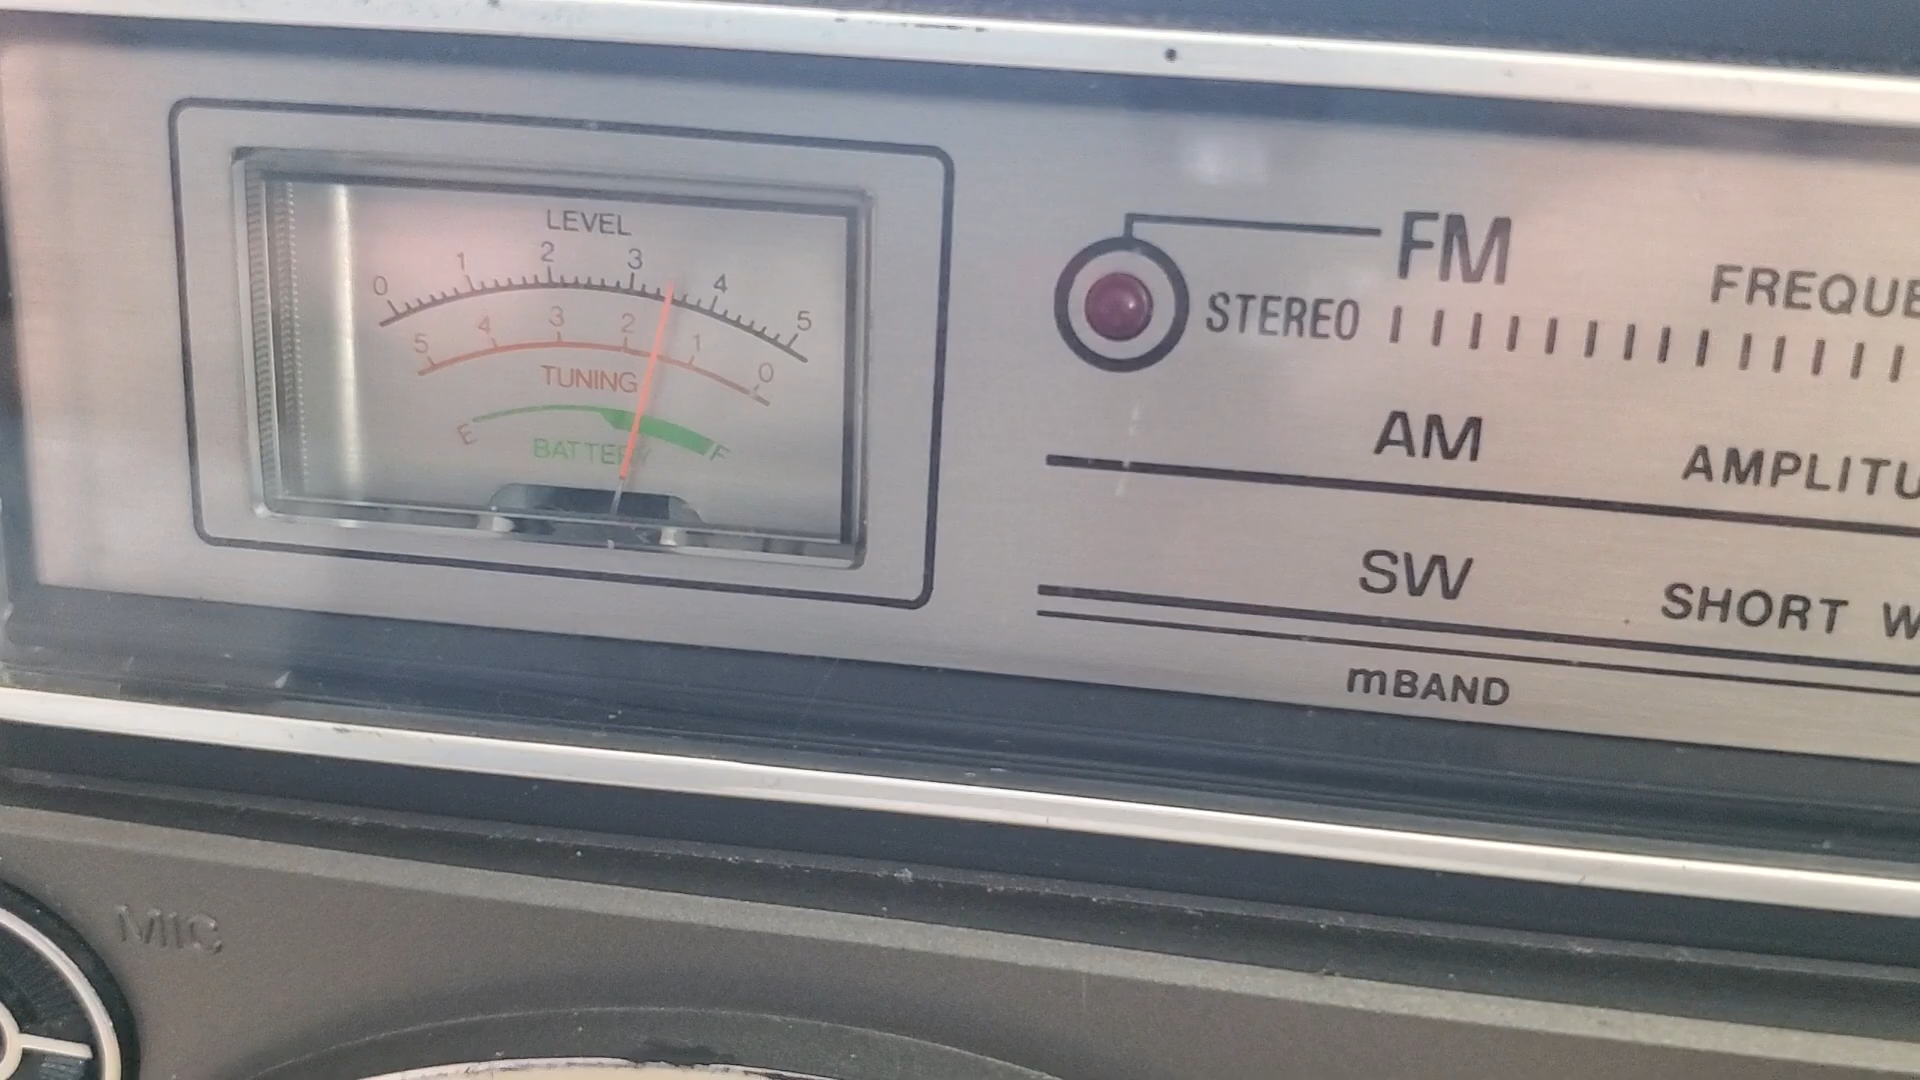 LEVEL
0 1 2 3 4 5
5 4 3 2 1 0
TUNING
E F
BATTERY
FM
STEREO
FREQUE
AM
AMPLITU
SW
SHORT W
mBAND
MIC